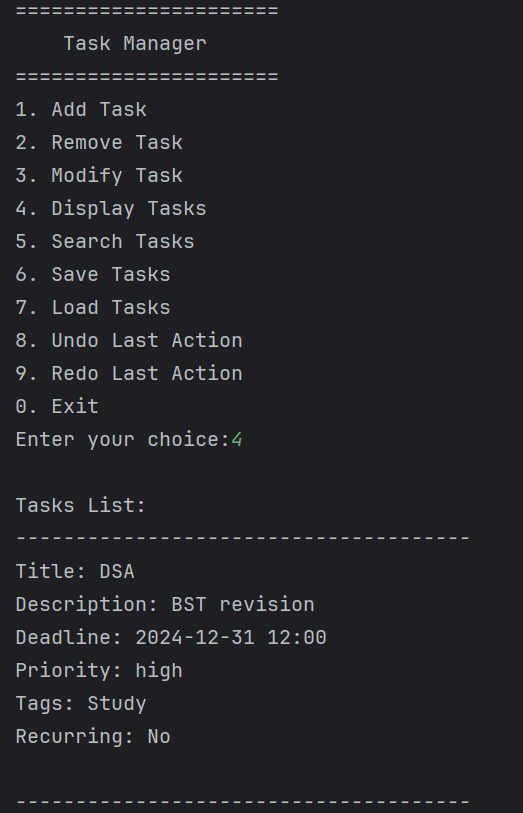 ======================
    Task Manager
======================
1. Add Task
2. Remove Task
3. Modify Task
4. Display Tasks
5. Search Tasks
6. Save Tasks
7. Load Tasks
8. Undo Last Action
9. Redo Last Action
0. Exit
Enter your choice:4

Tasks List:
--------------------------------------
Title: DSA
Description: BST revision
Deadline: 2024-12-31 12:00
Priority: high
Tags: Study
Recurring: No

--------------------------------------